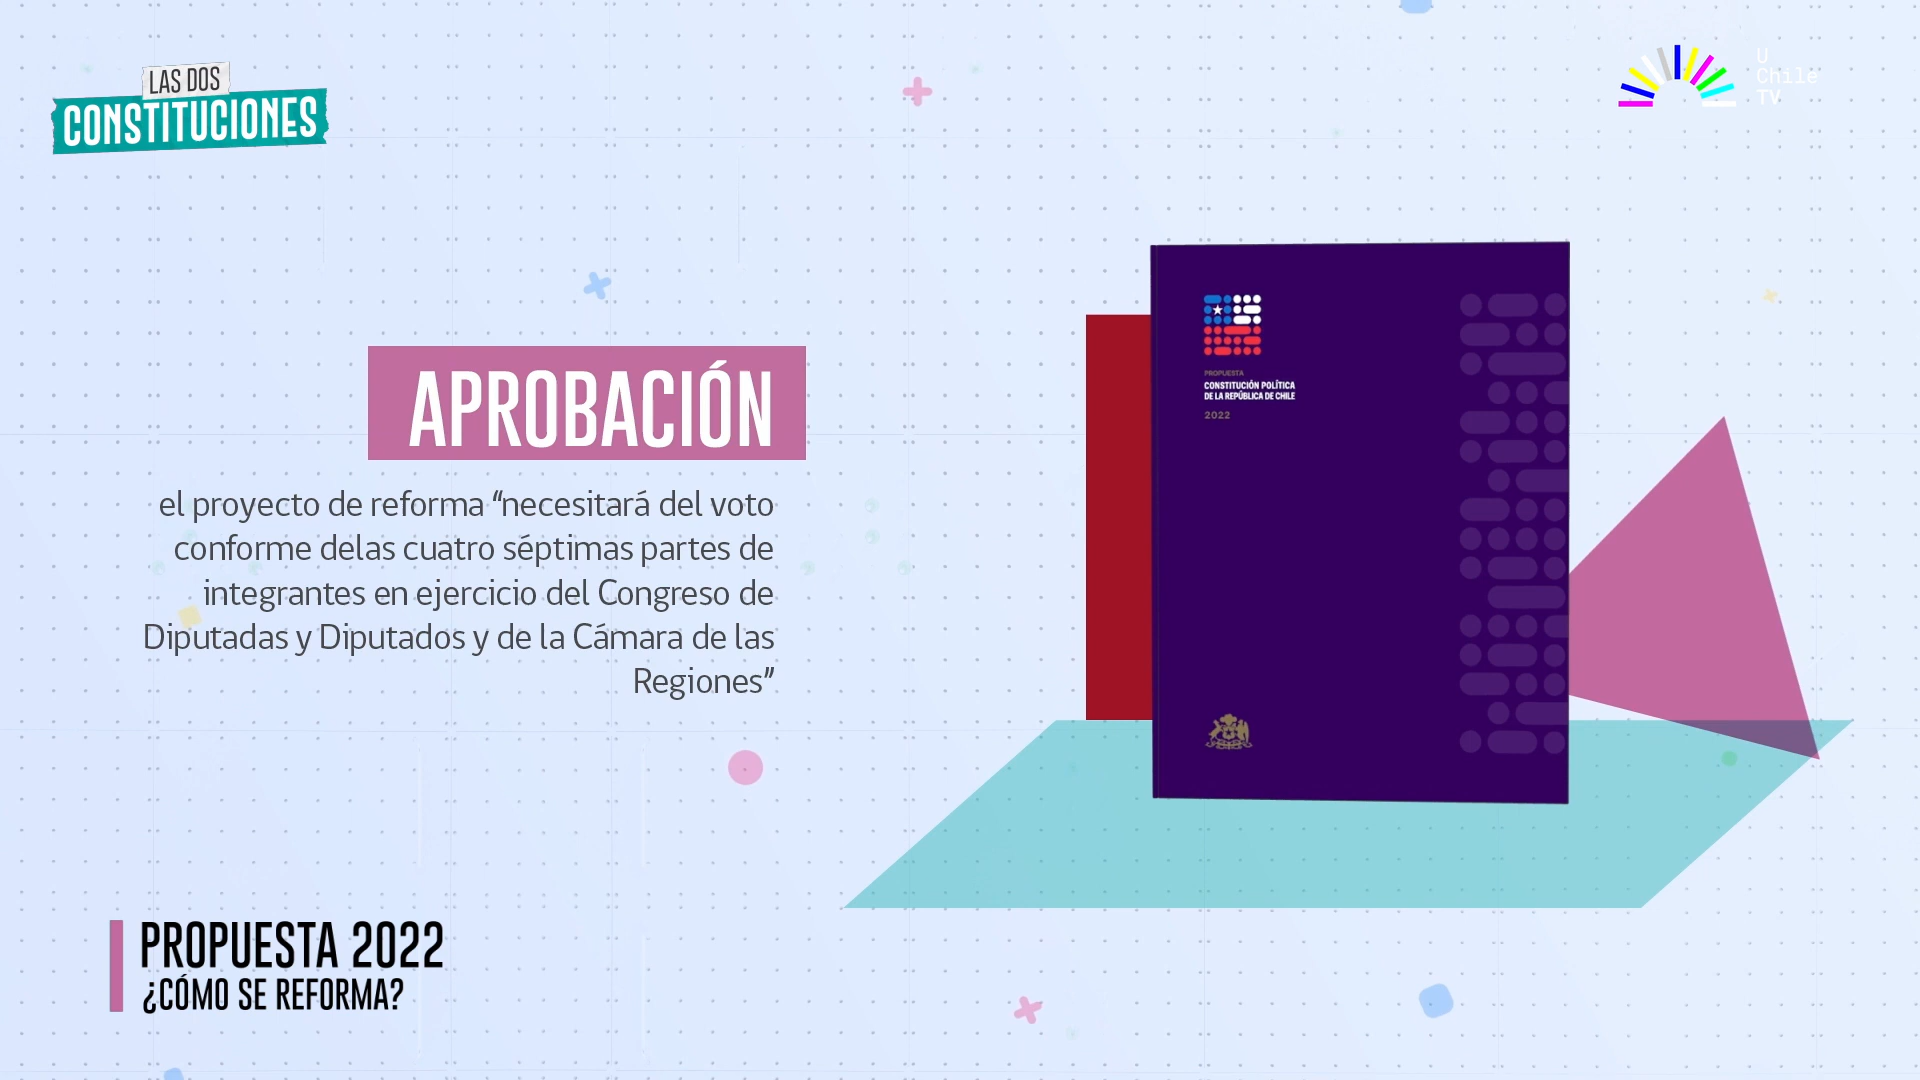 LAS DOS
CONSTITUCIONES
U
Chile
TV
APROBACIÓN
el proyecto de reforma “necesitará del voto
conforme delas cuatro séptimas partes de
integrantes en ejercicio del Congreso de
Diputadas y Diputados y de la Cámara de las
Regiones”
PROPUESTA
CONSTITUCIÓN POLÍTICA
DE LA REPÚBLICA DE CHILE
2022
PROPUESTA 2022
¿CÓMO SE REFORMA?